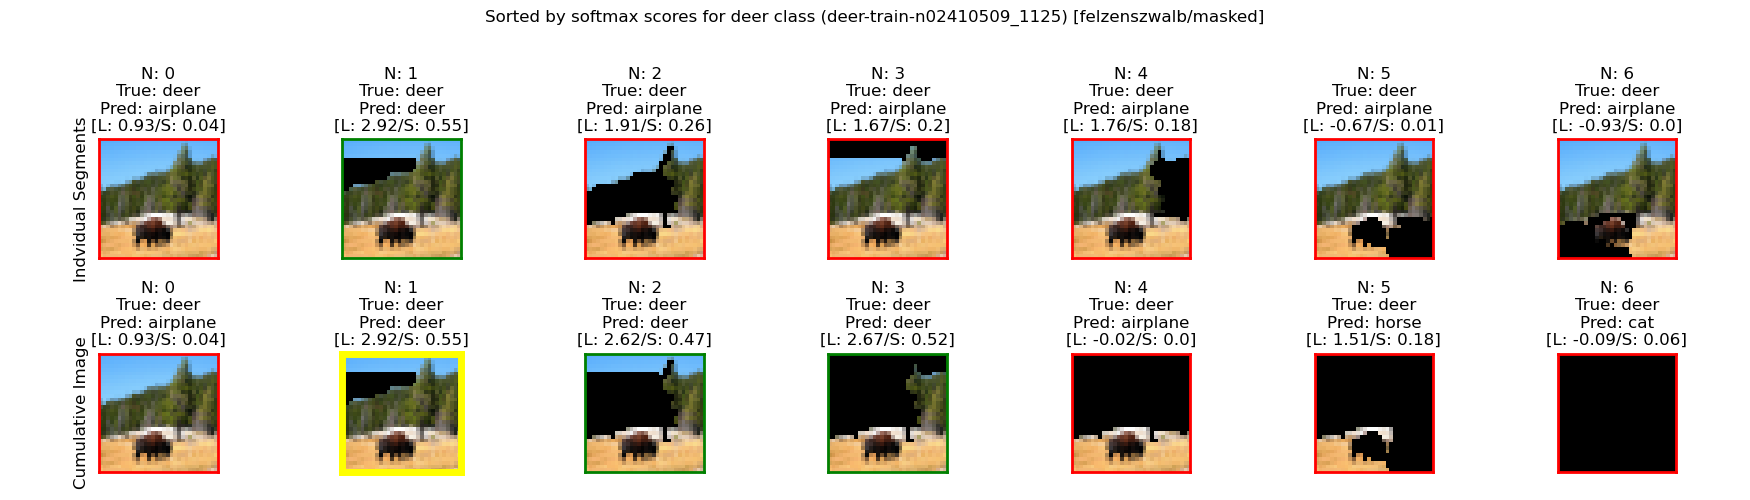 Sorted by softmax scores for deer class (deer-train-n02410509_1125) [felzenszwalb/masked]
Indvidual Segments
N: 0
True: deer
Pred: airplane
[L: 0.93/S: 0.04]
N: 1
True: deer
Pred: deer
[L: 2.92/S: 0.55]
N: 2
True: deer
Pred: airplane
[L: 1.91/S: 0.26]
N: 3
True: deer
Pred: airplane
[L: 1.67/S: 0.2]
N: 4
True: deer
Pred: airplane
[L: 1.76/S: 0.18]
N: 5
True: deer
Pred: airplane
[L: -0.67/S: 0.01]
N: 6
True: deer
Pred: airplane
[L: -0.93/S: 0.0]
Cumulative Image
N: 0
True: deer
Pred: airplane
[L: 0.93/S: 0.04]
N: 1
True: deer
Pred: deer
[L: 2.92/S: 0.55]
N: 2
True: deer
Pred: deer
[L: 2.62/S: 0.47]
N: 3
True: deer
Pred: deer
[L: 2.67/S: 0.52]
N: 4
True: deer
Pred: airplane
[L: -0.02/S: 0.0]
N: 5
True: deer
Pred: horse
[L: 1.51/S: 0.18]
N: 6
True: deer
Pred: cat
[L: -0.09/S: 0.06]